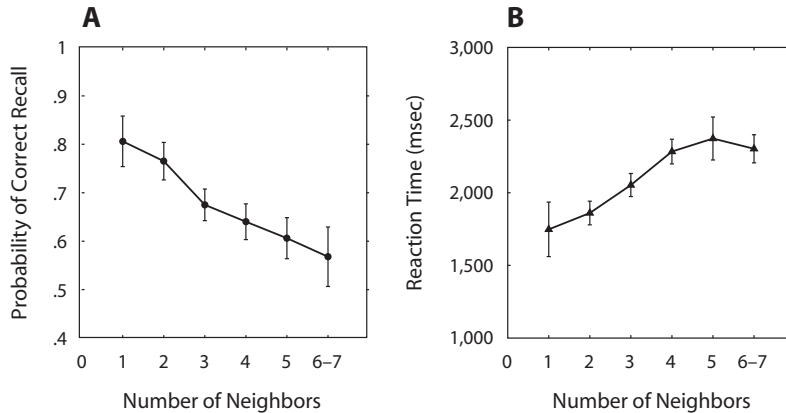 A
Probability of Correct Recall
1
.9
.8
.7
.6
.5
.4
0 1 2 3 4 5 6–7
Number of Neighbors
B
Reaction Time (msec)
3,000
2,500
2,000
1,500
1,000
0 1 2 3 4 5 6–7
Number of Neighbors